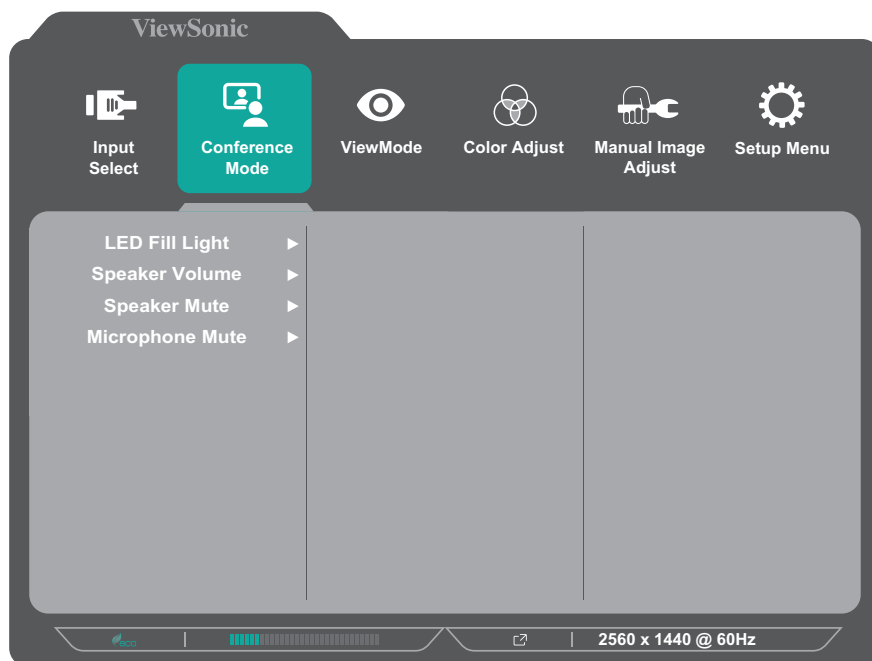 ViewSonic
Input
Select
Conference
Mode
ViewMode
Color Adjust
Manual Image
Adjust
Setup Menu
LED Fill Light
Speaker Volume
Speaker Mute
Microphone Mute
eco
2560 x 1440 @ 60Hz